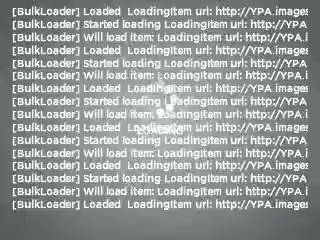 [BulkLoader] Loaded LoadingItem url: http://YPA.images
[BulkLoader] Started loading LoadingItem url: http://YPA
[BulkLoader] Will load item: LoadingItem url: http://YPA.i
[BulkLoader] Loaded LoadingItem url: http://YPA.images
[BulkLoader] Started loading LoadingItem url: http://YPA
[BulkLoader] Will load item: LoadingItem url: http://YPA.i
[BulkLoader] Loaded LoadingItem url: http://YPA.images
[BulkLoader] Started loading LoadingItem url: http://YPA
[BulkLoader] Will load item: LoadingItem url: http://YPA.i
[BulkLoader] Loaded LoadingItem url: http://YPA.images
[BulkLoader] Started loading LoadingItem url: http://YPA
[BulkLoader] Will load item: LoadingItem url: http://YPA.i
[BulkLoader] Loaded LoadingItem url: http://YPA.images
[BulkLoader] Started loading LoadingItem url: http://YPA
[BulkLoader] Will load item: LoadingItem url: http://YPA.i
[BulkLoader] Loaded LoadingItem url: http://YPA.images